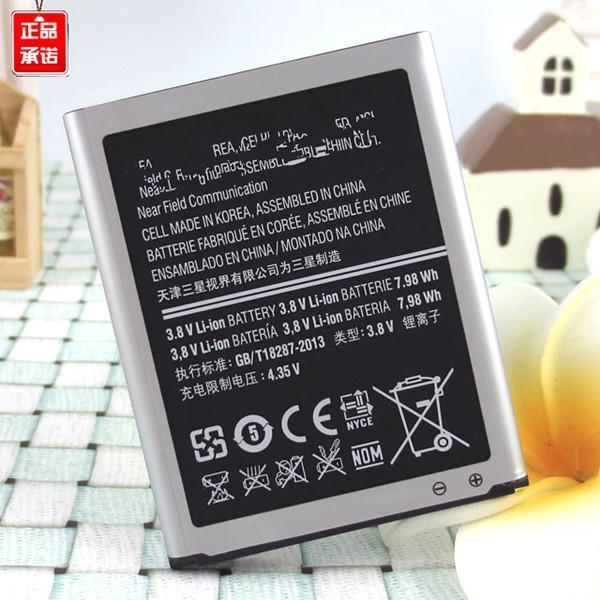 正品
承诺
Near Field Communication
CELL MADE IN KOREA, ASSEMBLED IN CHINA
BATTERIE FABRIQUÉ EN CORÉE, ASSEMBLÉ EN CHINE
ENSAMBLADO EN CHINA / MONTADO NA CHINA
天津三星视界有限公司为三星制造
3.8 V Li-ion BATTERY 3.8 V Li-ion BATTERIE 7.98 Wh
3.8 V Li-ion BATERÍA 3.8 V Li-ion BATERIA 7.98 Wh
执行标准: GB/T18287-2013 类型: 3.8 V 锂离子
充电限制电压: 4.35 V
5 CE NYCE NOM